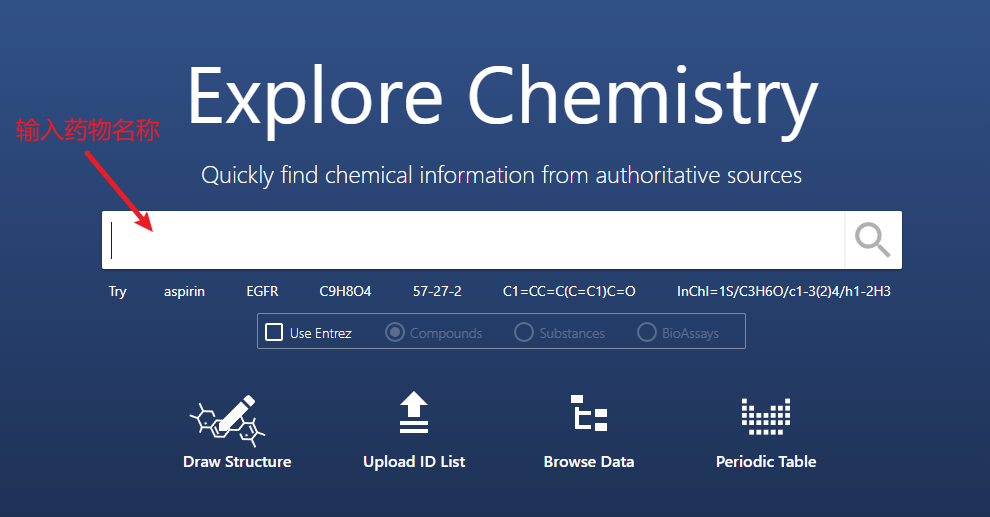 Explore Chemistry
输入药物名称
Quickly find chemical information from authoritative sources
Try aspirin EGFR C9H8O4 57-27-2 C1=CC=C(C=C1)C=O InChI=1S/C3H6O/c1-3(2)4/h1-2H3
Use Entrez Compounds Substances BioAssays
Draw Structure Upload ID List Browse Data Periodic Table